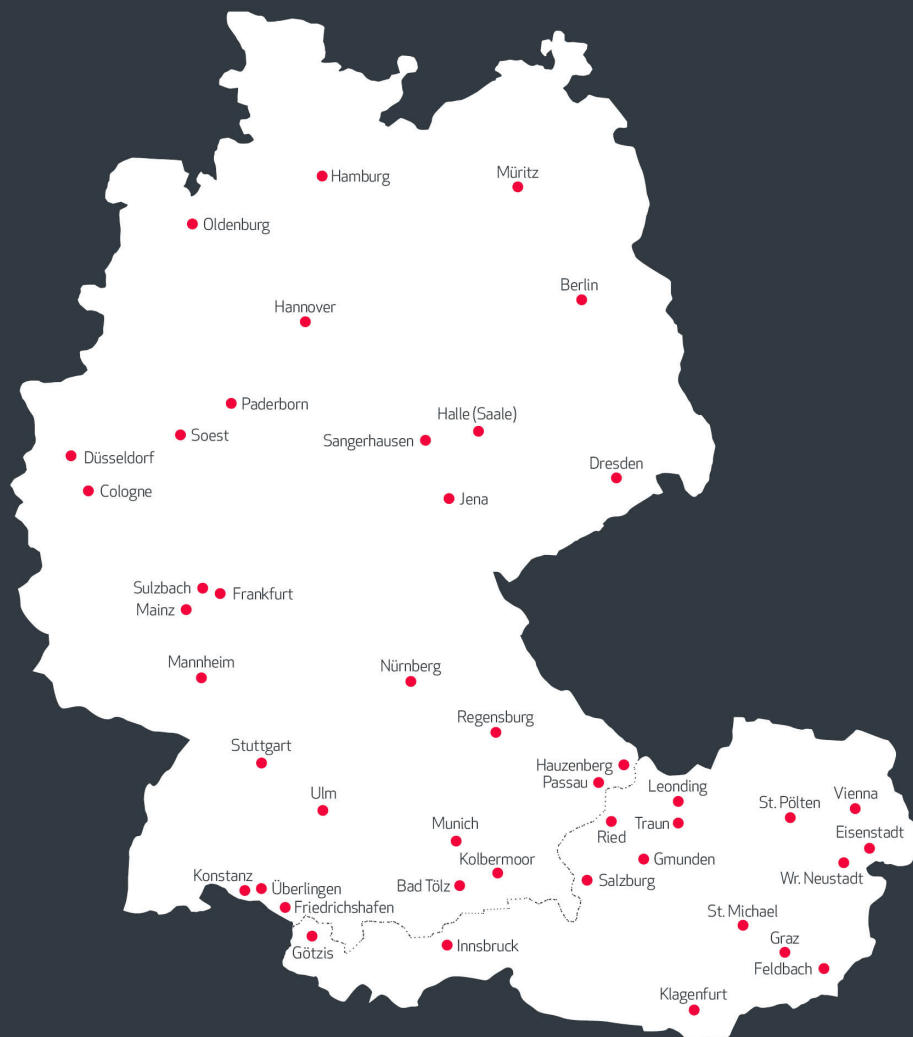 Müritz
Hamburg
Oldenburg
Berlin
Hannover
Paderborn
Halle (Saale)
Soest
Sangerhausen
Düsseldorf
Dresden
Cologne
Jena
Sulzbach
Frankfurt
Mainz
Mannheim
Nürnberg
Regensburg
Stuttgart
Hauzenberg
Passau
Leonding
Ulm
St. Pölten
Vienna
Munich
Traun
Ried
Eisenstadt
Kolbermoor
Gmunden
Konstanz
Überlingen
Bad Tölz
Salzburg
Wr. Neustadt
Friedrichshafen
St. Michael
Götzis
Innsbruck
Graz
Feldbach
Klagenfurt